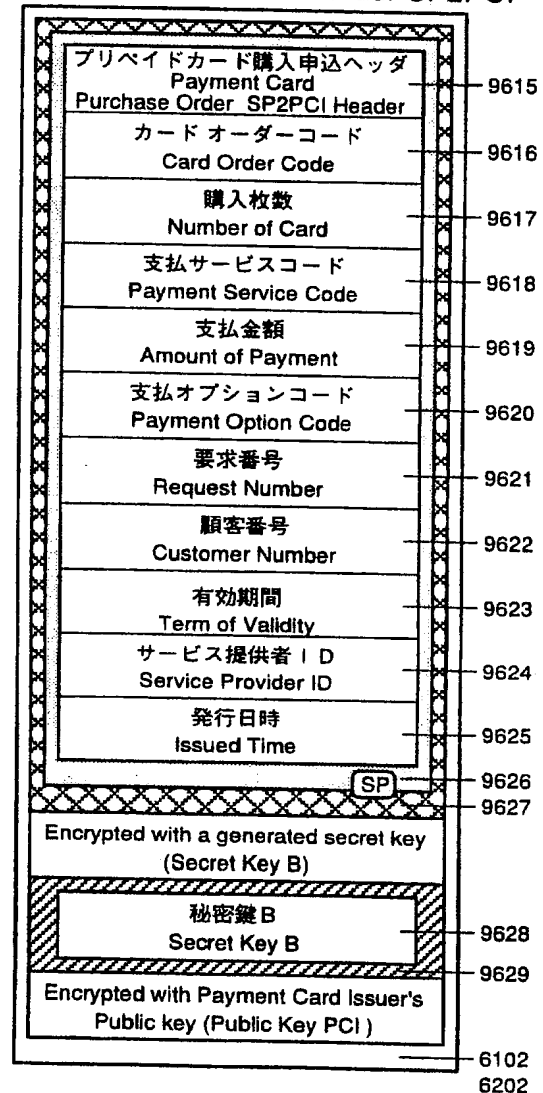 プリペイドカード購入申込ヘッダ
Payment Card
Purchase Order SP2PCI Header
9615
カード オーダーコード
Card Order Code
9616
購入枚数
Number of Card
9617
支払サービスコード
Payment Service Code
9618
支払金額
Amount of Payment
9619
支払オプションコード
Payment Option Code
9620
要求番号
Request Number
9621
顧客番号
Customer Number
9622
有効期間
Term of Validity
9623
サービス提供者ID
Service Provider ID
9624
発行日時
Issued Time
9625
SP
9626
9627
Encrypted with a generated secret key
(Secret Key B)
秘密鍵B
Secret Key B
9628
9629
Encrypted with Payment Card Issuer's
Public key (Public Key PCI )
6102
6202